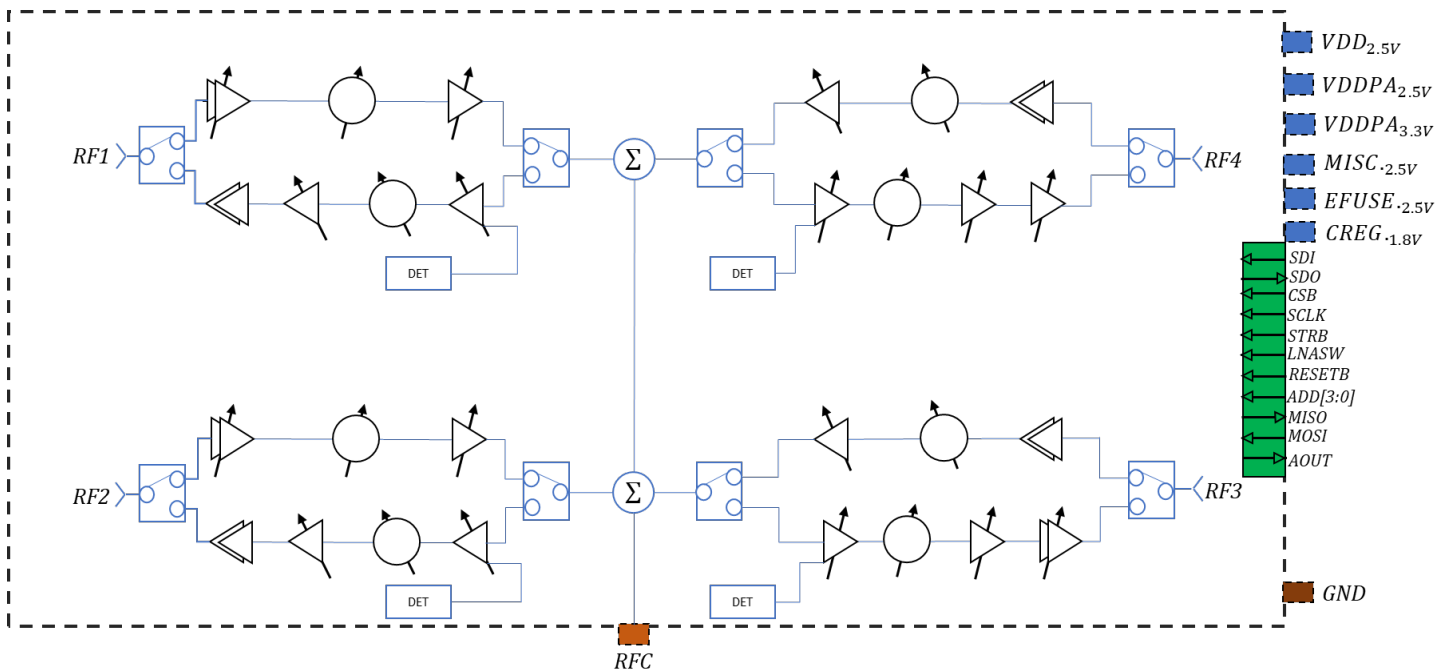 VDD2.5V
VDDPA2.5V
VDDPA3.3V
RF1
Σ
RF4
MISC.2.5V
EFUSE.2.5V
CREG.1.8V
DET
DET
SDI
SDO
CSB
SCLK
STRB
LNASW
RESETB
ADD[3:0]
MISO
MOSI
AOUT
RF2
Σ
RF3
DET
DET
GND
RFC